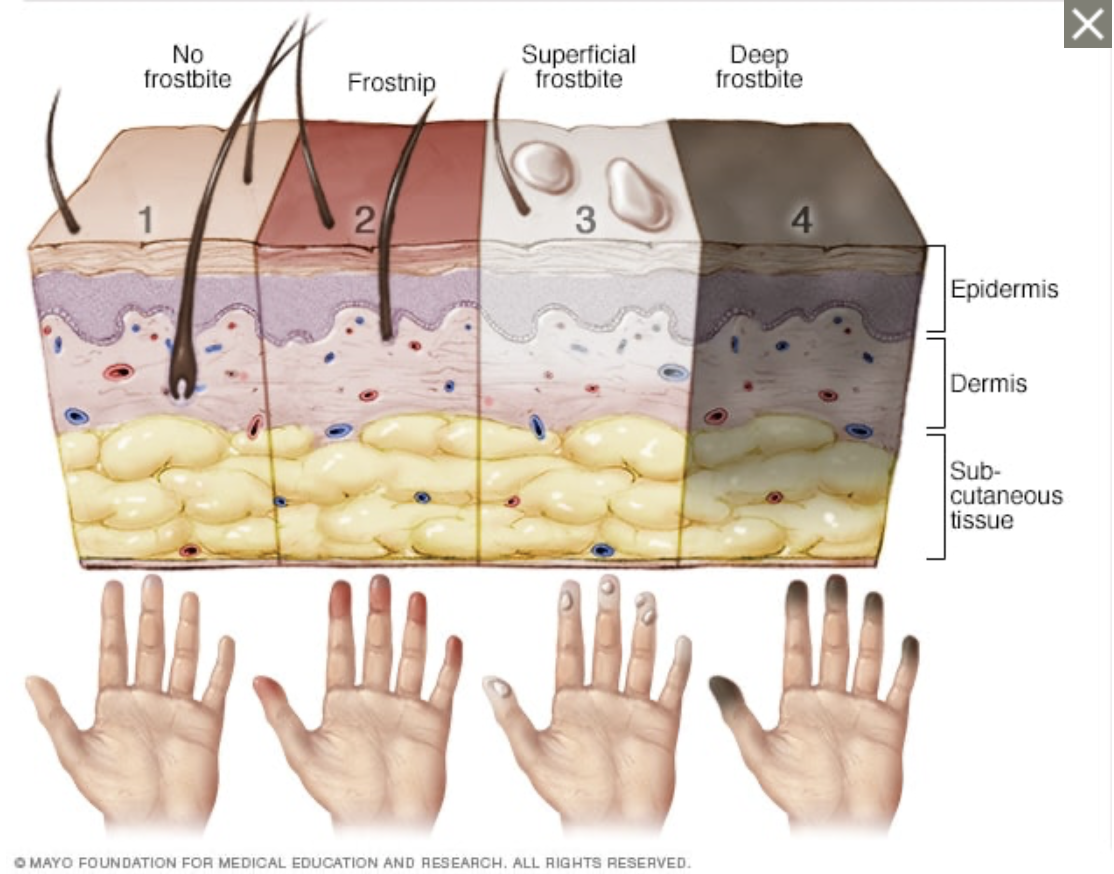 No
frostbite
Frostnip
Superficial
frostbite
Deep
frostbite
1
2
3
4
Epidermis
Dermis
Sub-
cutaneous
tissue
© MAYO FOUNDATION FOR MEDICAL EDUCATION AND RESEARCH. ALL RIGHTS RESERVED.